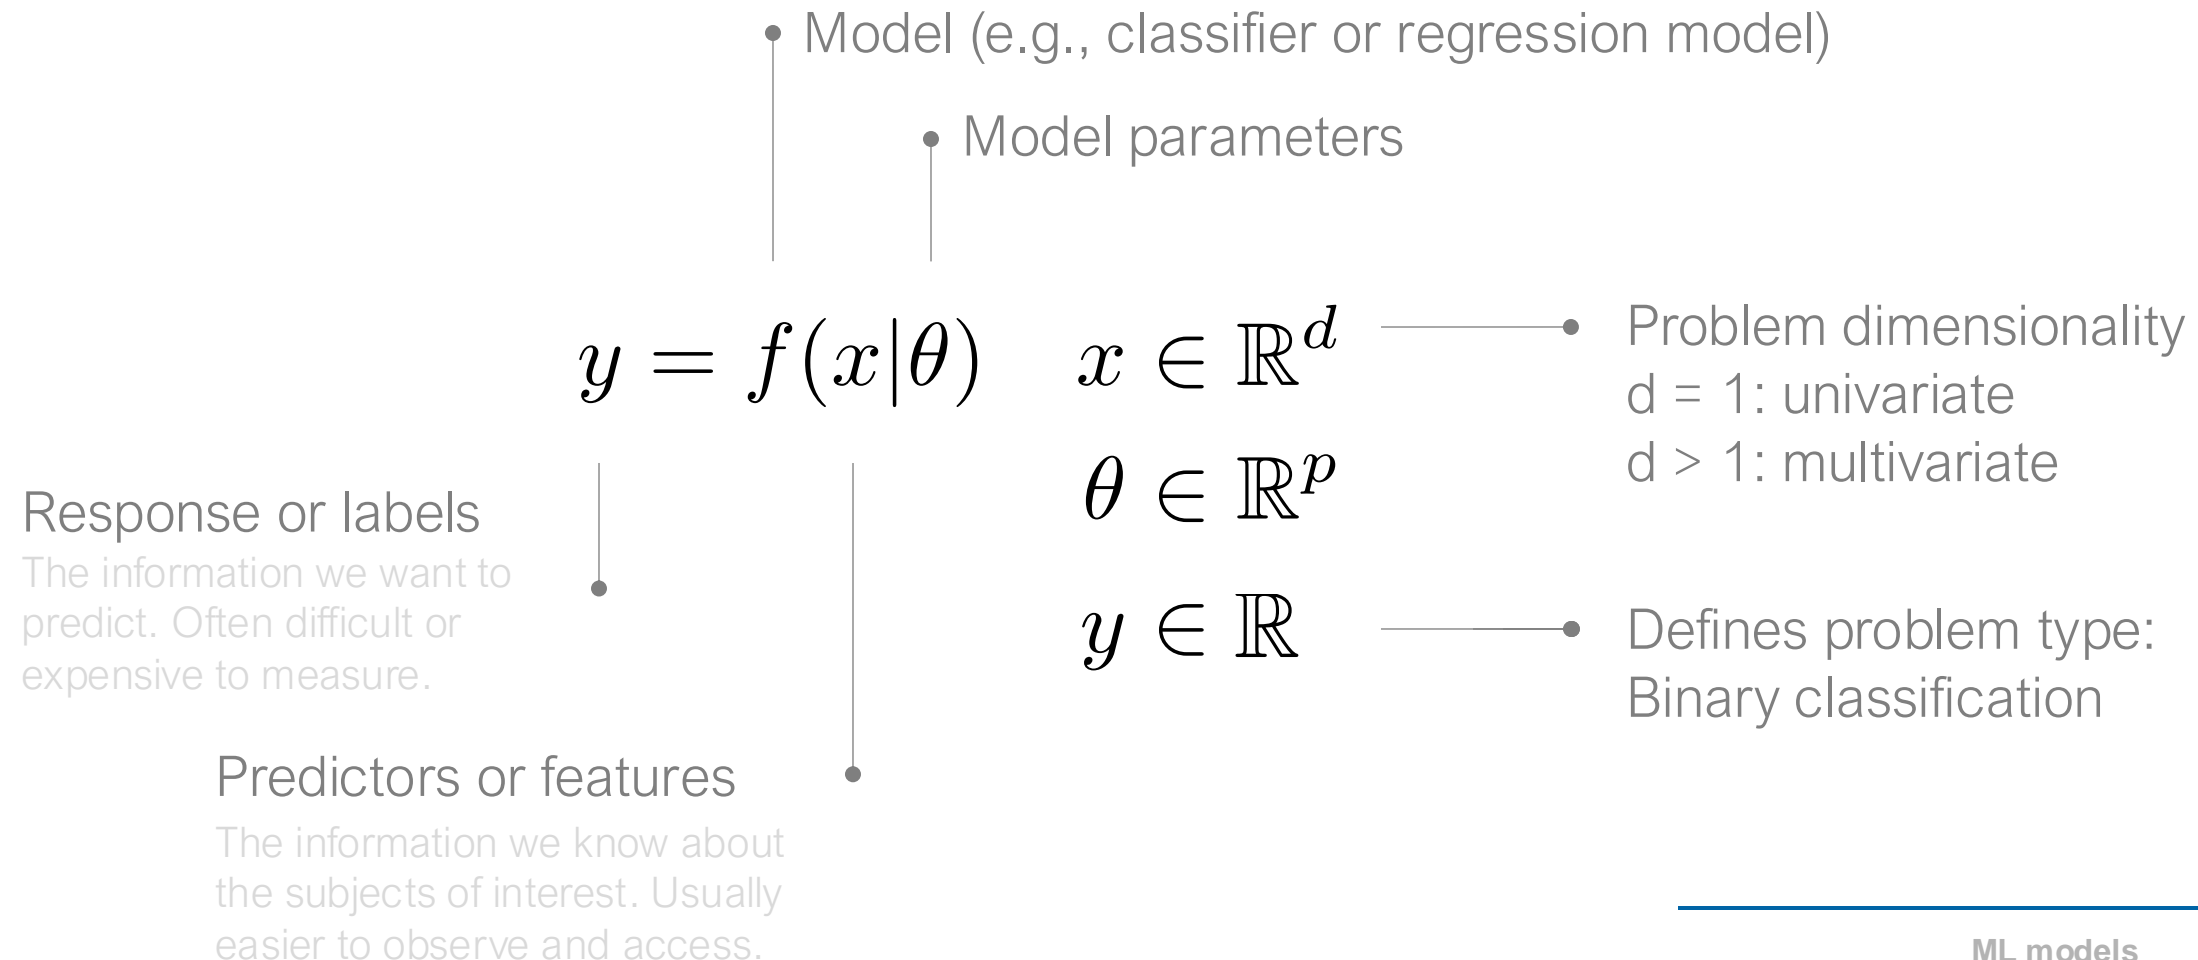 Model (e.g., classifier or regression model)
Model parameters
y = f(x|θ)
x ∈ ℝ^d
θ ∈ ℝ^p
y ∈ ℝ
Problem dimensionality
d = 1: univariate
d > 1: multivariate
Defines problem type:
Binary classification
Response or labels
The information we want to
predict. Often difficult or
expensive to measure.
Predictors or features
The information we know about
the subjects of interest. Usually
easier to observe and access.
ML models